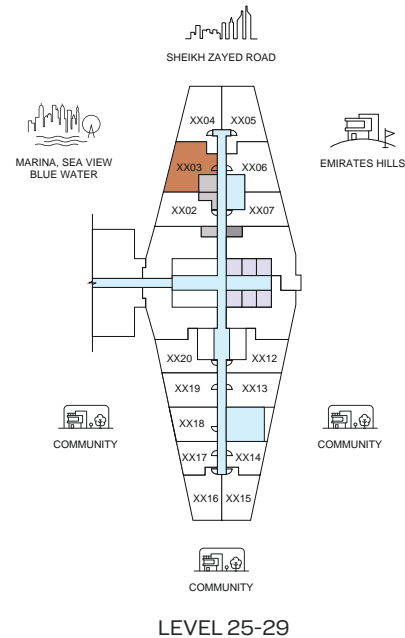 SHEIKH ZAYED ROAD
MARINA, SEA VIEW
BLUE WATER
EMIRATES HILLS
XX04
XX05
XX03
XX06
XX02
XX07
XX20
XX12
XX19
XX13
XX18
XX17
XX14
XX16
XX15
COMMUNITY
COMMUNITY
COMMUNITY
LEVEL 25-29